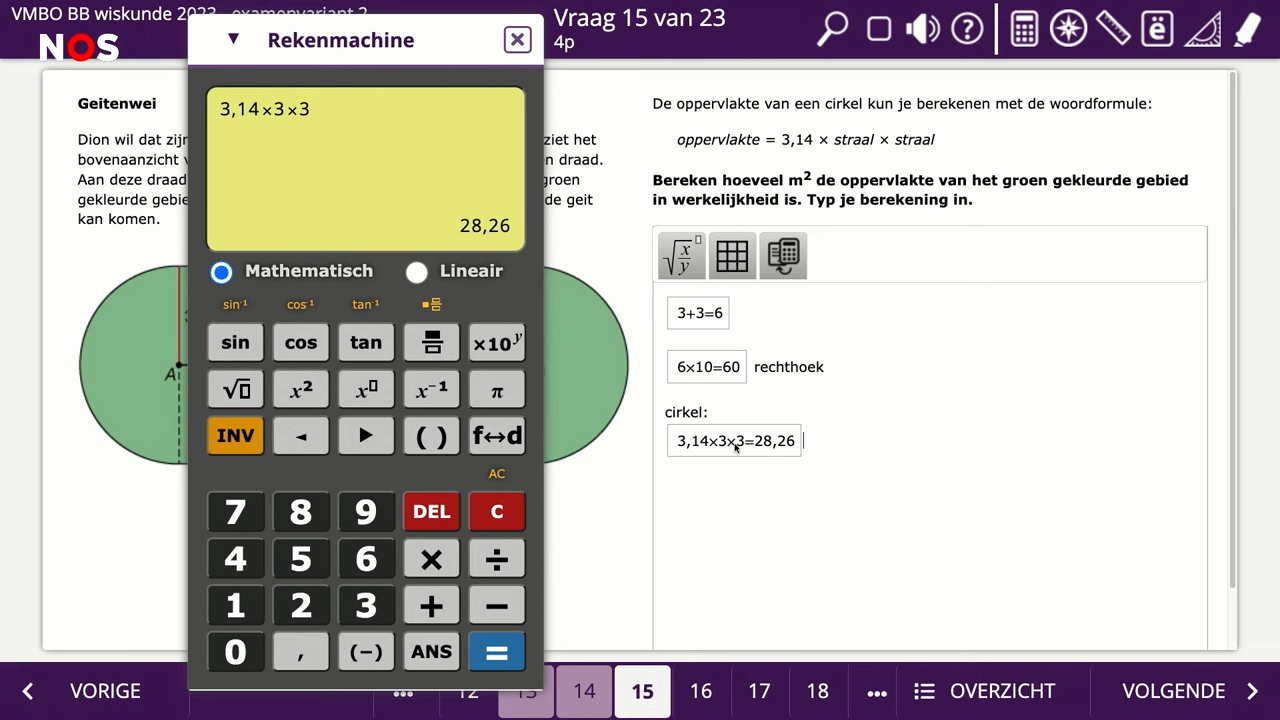 VMBO BB wiskunde 2023 examenvariant 2
NOS
Vraag 15 van 23
4p
Rekenmachine
3,14×3×3
28,26
Mathematisch
Lineair
sin-1
cos-1
tan-1
sin
cos
tan
×10^y
√
x²
x
x⁻¹
π
INV
( )
f↔d
AC
7
8
9
DEL
C
4
5
6
×
÷
1
2
3
+
−
0
,
(−)
ANS
=
Geitenwei
Dion wil dat zijn
ziet het
bovenaanzicht v
n draad.
Aan deze draad
groen
gekleurde gebie
de geit
kan komen.
A
De oppervlakte van een cirkel kun je berekenen met de woordformule:
oppervlakte = 3,14 × straal × straal
Bereken hoeveel m² de oppervlakte van het groen gekleurde gebied
in werkelijkheid is. Typ je berekening in.
√x/y
3+3=6
6×10=60 rechthoek
cirkel:
3,14×3×3=28,26
VORIGE
...
12
13
14
15
16
17
18
...
OVERZICHT
VOLGENDE